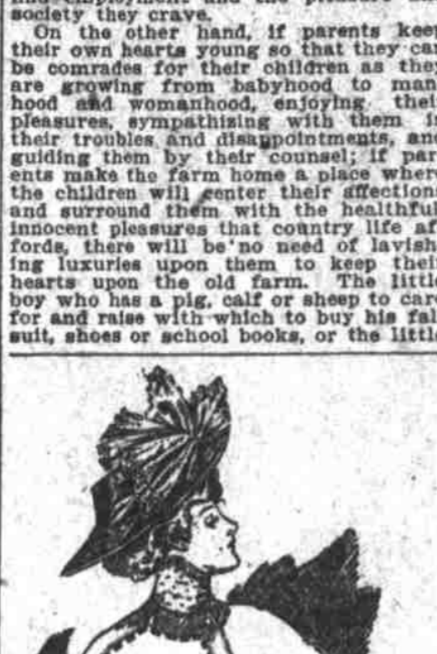 society they crave.
On the other hand, if parents keep
their own hearts young so that they can
be comrades for their children as they
are growing from babyhood to man-
hood and womanhood, enjoying their
pleasures, sympathizing with them in
their troubles and disappointments, and
guiding them by their counsel; if par-
ents make the farm home a place where
the children will center their affections
and surround them with the healthful,
innocent pleasures that country life af-
fords, there will be no need of lavish-
ing luxuries upon them to keep their
hearts upon the old farm. The little
boy who has a pig, calf or sheep to care
for and raise with which to buy his fall
suit, shoes or school books, or the little